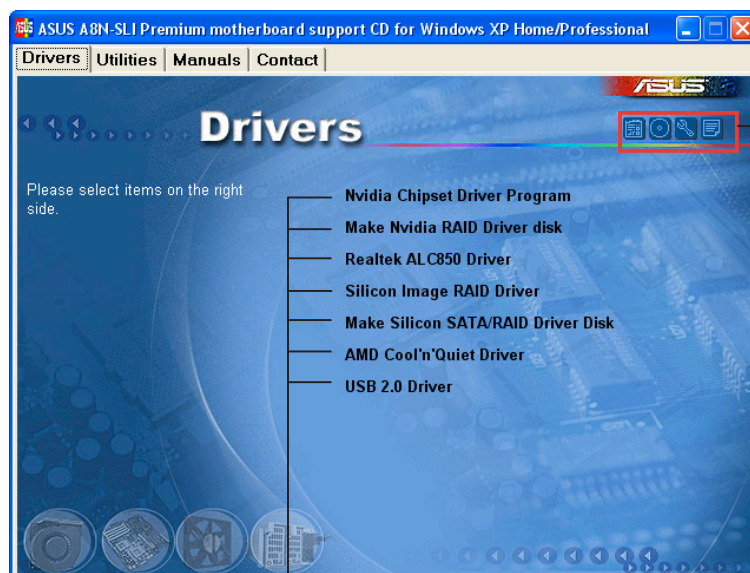 ASUS A8N-SLI Premium motherboard support CD for Windows XP Home/Professional
Drivers Utilities Manuals Contact
ASUS
Drivers
Please select items on the right
side.
Nvidia Chipset Driver Program
Make Nvidia RAID Driver disk
Realtek ALC850 Driver
Silicon Image RAID Driver
Make Silicon SATA/RAID Driver Disk
AMD Cool'n'Quiet Driver
USB 2.0 Driver